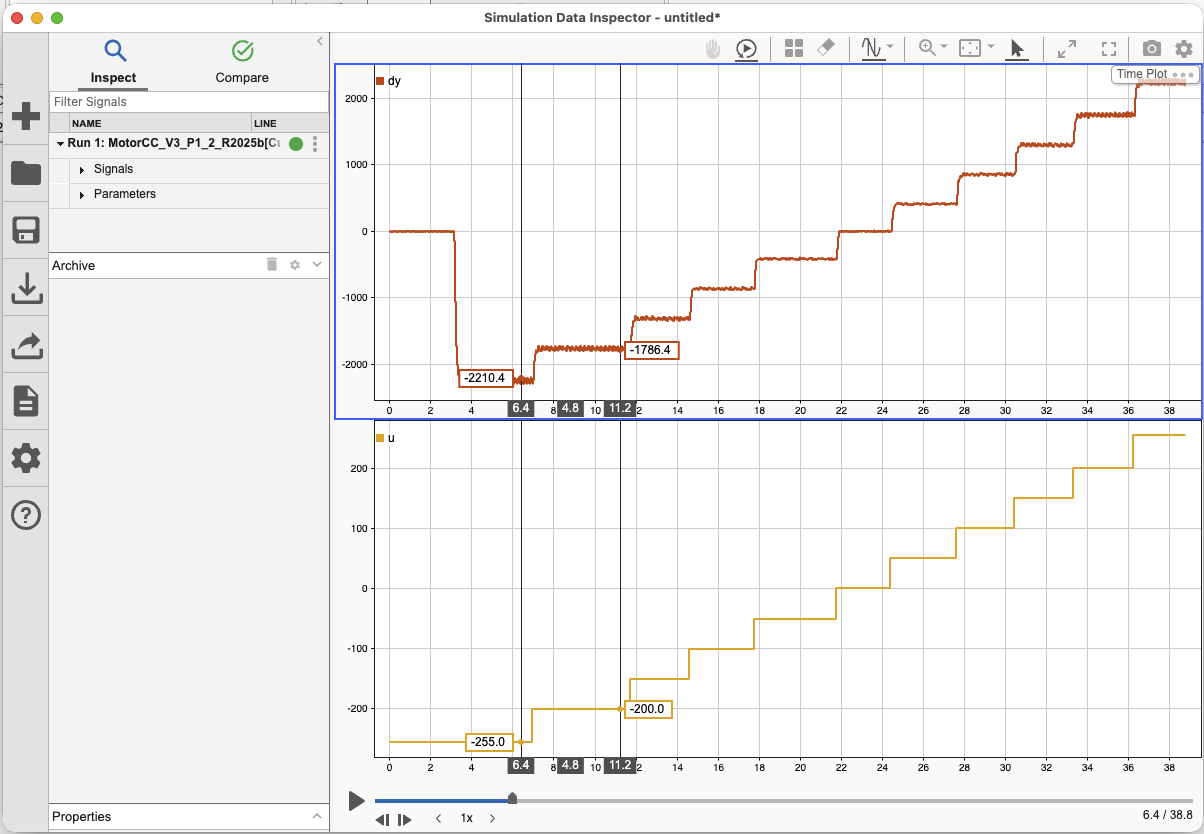 Simulation Data Inspector - untitled*
Inspect
Compare
Filter Signals
NAME
LINE
Run 1: MotorCC_V3_P1_2_R2025b[Cu
Signals
Parameters
Archive
Properties
Time Plot
dy
2000
1000
0
-1000
-2000
-2210.4
-1786.4
0 2 4 6.4 8 4.8 10 11.2 12 14 16 18 20 22 24 26 28 30 32 34 36 38
u
200
100
0
-100
-200
-255.0
-200.0
0 2 4 6.4 8 4.8 10 11.2 12 14 16 18 20 22 24 26 28 30 32 34 36 38
1x
6.4 / 38.8